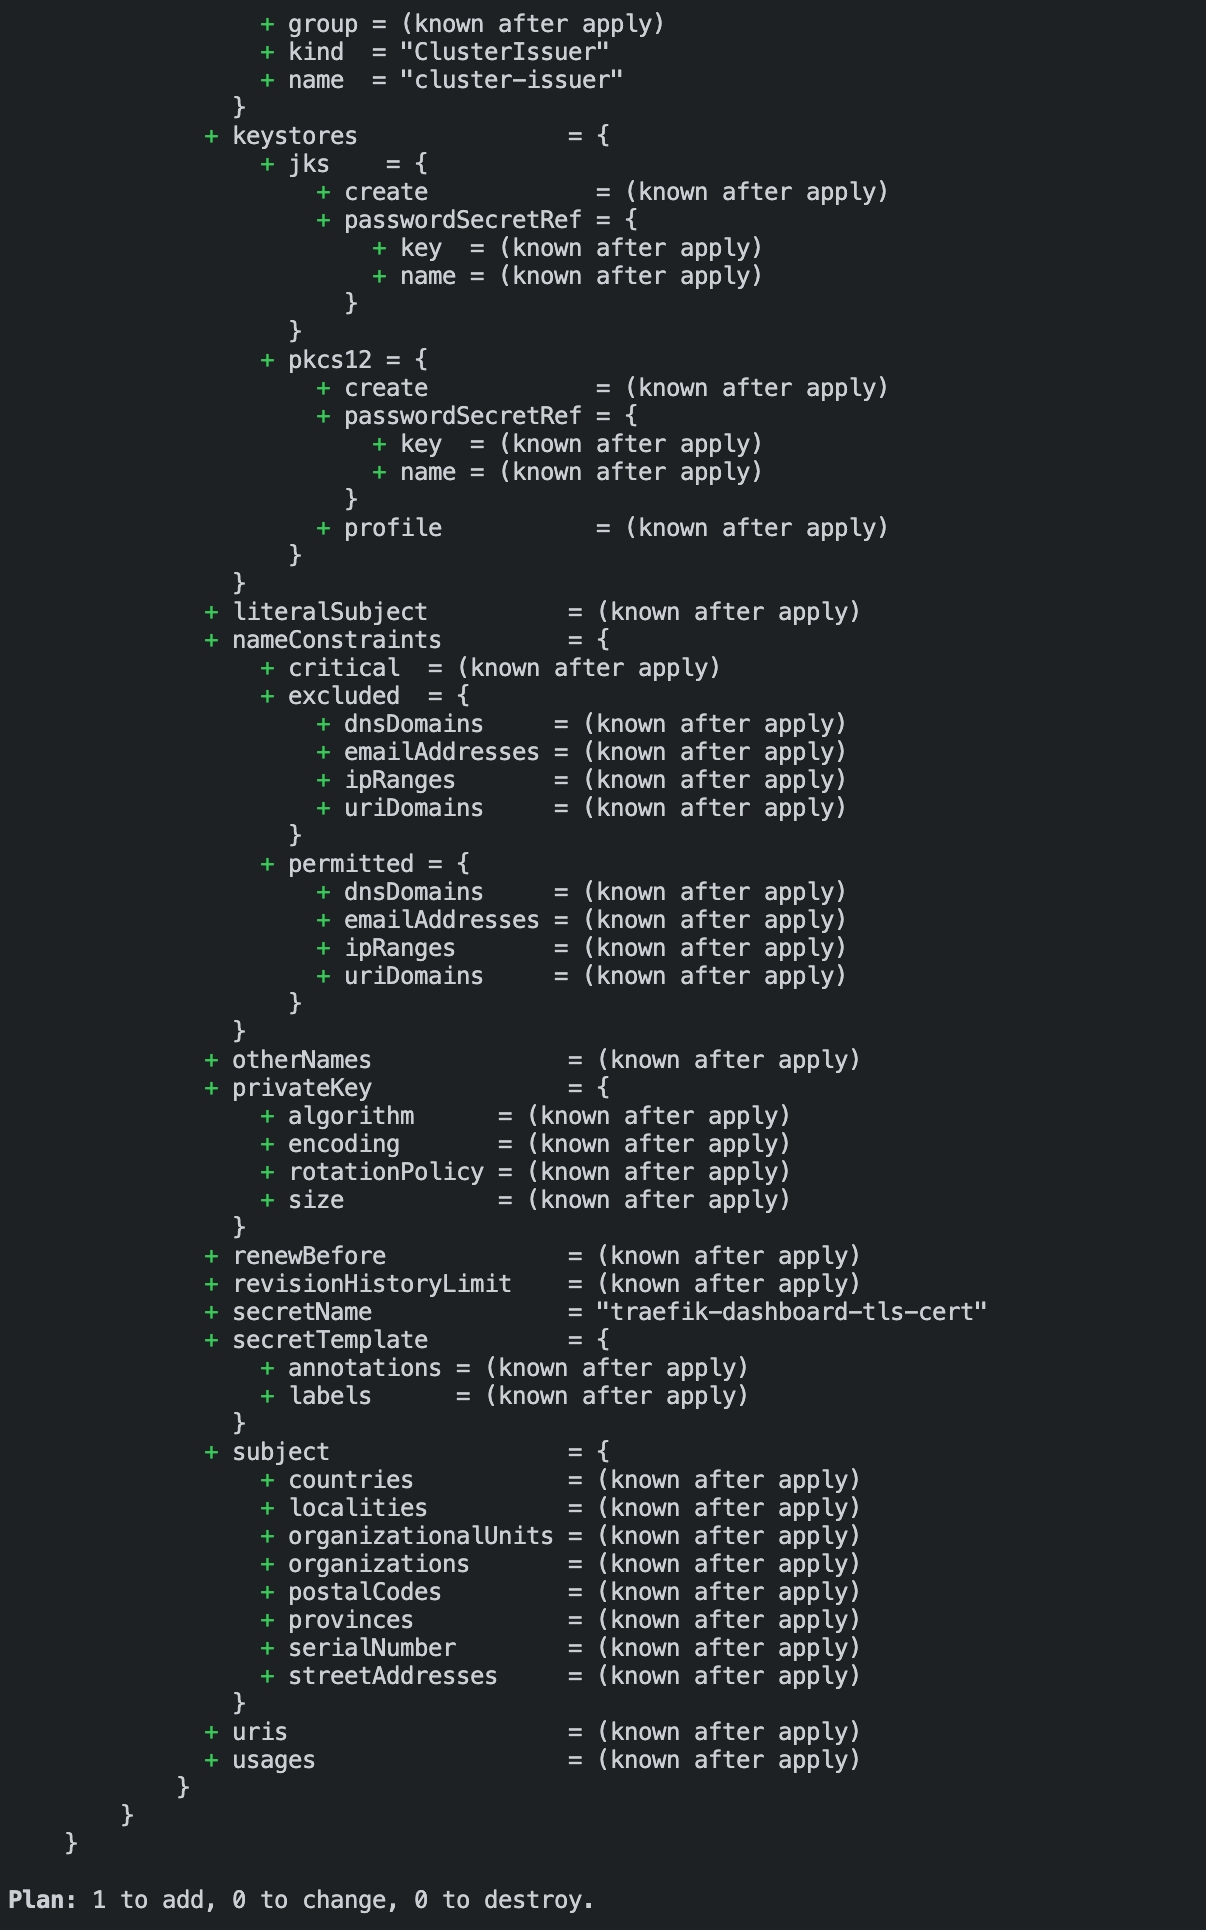 + group = (known after apply)
+ kind  = "ClusterIssuer"
+ name  = "cluster-issuer"
}
+ keystores               = {
+ jks    = {
+ create            = (known after apply)
+ passwordSecretRef = {
+ key  = (known after apply)
+ name = (known after apply)
}
}
+ pkcs12 = {
+ create            = (known after apply)
+ passwordSecretRef = {
+ key  = (known after apply)
+ name = (known after apply)
}
+ profile           = (known after apply)
}
}
+ literalSubject          = (known after apply)
+ nameConstraints         = {
+ critical  = (known after apply)
+ excluded  = {
+ dnsDomains     = (known after apply)
+ emailAddresses = (known after apply)
+ ipRanges       = (known after apply)
+ uriDomains     = (known after apply)
}
+ permitted = {
+ dnsDomains     = (known after apply)
+ emailAddresses = (known after apply)
+ ipRanges       = (known after apply)
+ uriDomains     = (known after apply)
}
}
+ otherNames              = (known after apply)
+ privateKey              = {
+ algorithm      = (known after apply)
+ encoding       = (known after apply)
+ rotationPolicy = (known after apply)
+ size           = (known after apply)
}
+ renewBefore             = (known after apply)
+ revisionHistoryLimit    = (known after apply)
+ secretName              = "traefik-dashboard-tls-cert"
+ secretTemplate          = {
+ annotations = (known after apply)
+ labels      = (known after apply)
}
+ subject                 = {
+ countries           = (known after apply)
+ localities          = (known after apply)
+ organizationalUnits = (known after apply)
+ organizations       = (known after apply)
+ postalCodes         = (known after apply)
+ provinces           = (known after apply)
+ serialNumber        = (known after apply)
+ streetAddresses     = (known after apply)
}
+ uris                    = (known after apply)
+ usages                  = (known after apply)
}
}
}
Plan: 1 to add, 0 to change, 0 to destroy.